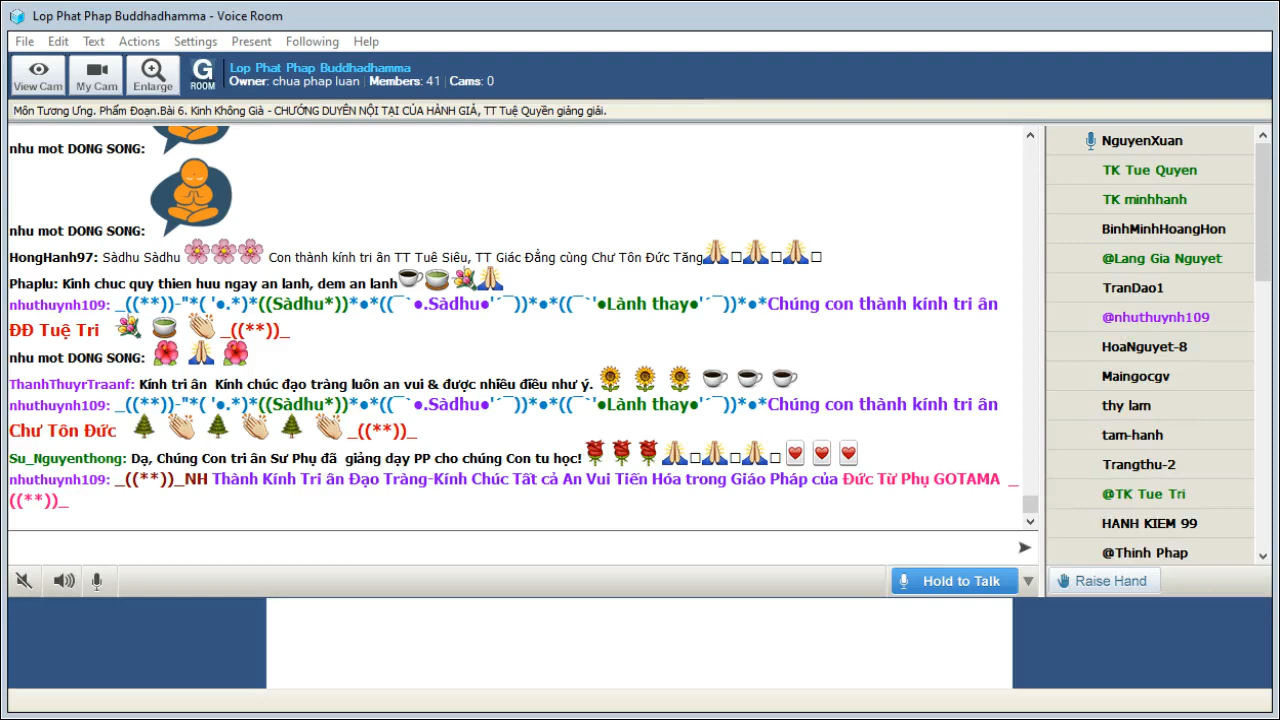 Lop Phat Phap Buddhadhamma - Voice Room
File Edit Text Actions Settings Present Following Help
View Cam My Cam Enlarge G ROOM
Lop Phat Phap Buddhadhamma
Owner: chua phap luan Members: 41 Cams: 0
Môn Tương Ưng. Phẩm Đoạn.Bài 6. Kinh Không Già - CHƯỚNG DUYÊN NỘI TẠI CỦA HÀNH GIẢ, TT Tuệ Quyền giảng giải.
nhu mot DONG SONG:
nhu mot DONG SONG:
HongHanh97: Sàdhu Sàdhu 🌸🌸🌸 Con thành kính tri ân TT Tuê Siêu, TT Giác Đẳng cùng Chư Tôn Đức Tăng🙏□🙏□🙏□
Phaplu: Kinh chuc quy thien huu ngay an lanh, dem an lanh☕🍵💐🙏
nhuthuynh109: _((**))-"*( '●.*)*((Sàdhu*))*●*((¯`●.Sàdhu●'´¯))*●*((¯`'●Lành thay●'´¯))*●*Chúng con thành kính tri ân
ĐĐ Tuệ Tri 💐 🍵 👏 _((**))_
nhu mot DONG SONG: 🌺 🙏 🌺
ThanhThuyrTraanf: Kính tri ân Kính chúc đạo tràng luôn an vui & được nhiều điều như ý. 🌻 🌻 🌻 ☕ ☕ ☕
nhuthuynh109: _((**))-"*( '●.*)*((Sàdhu*))*●*((¯`●.Sàdhu●'´¯))*●*((¯`'●Lành thay●'´¯))*●*Chúng con thành kính tri ân
Chư Tôn Đức 🌲 👏 🌲 👏 🌲 👏 _((**))_
Su_Nguyenthong: Dạ, Chúng Con tri ân Sư Phụ đã giảng dạy PP cho chúng Con tu học! 🌹🌹🌹🙏□🙏□🙏□ ♥ ♥ ♥
nhuthuynh109: _((**))_NH Thành Kính Tri ân Đạo Tràng-Kính Chúc Tất cả An Vui Tiến Hóa trong Giáo Pháp của Đức Từ Phụ GOTAMA _
((**))_
Hold to Talk
NguyenXuan
TK Tue Quyen
TK minhhanh
BinhMinhHoangHon
@Lang Gia Nguyet
TranDao1
@nhuthuynh109
HoaNguyet-8
Maingocgv
thy lam
tam-hanh
Trangthu-2
@TK Tue Tri
HANH KIEM 99
@Thinh Phap
Raise Hand